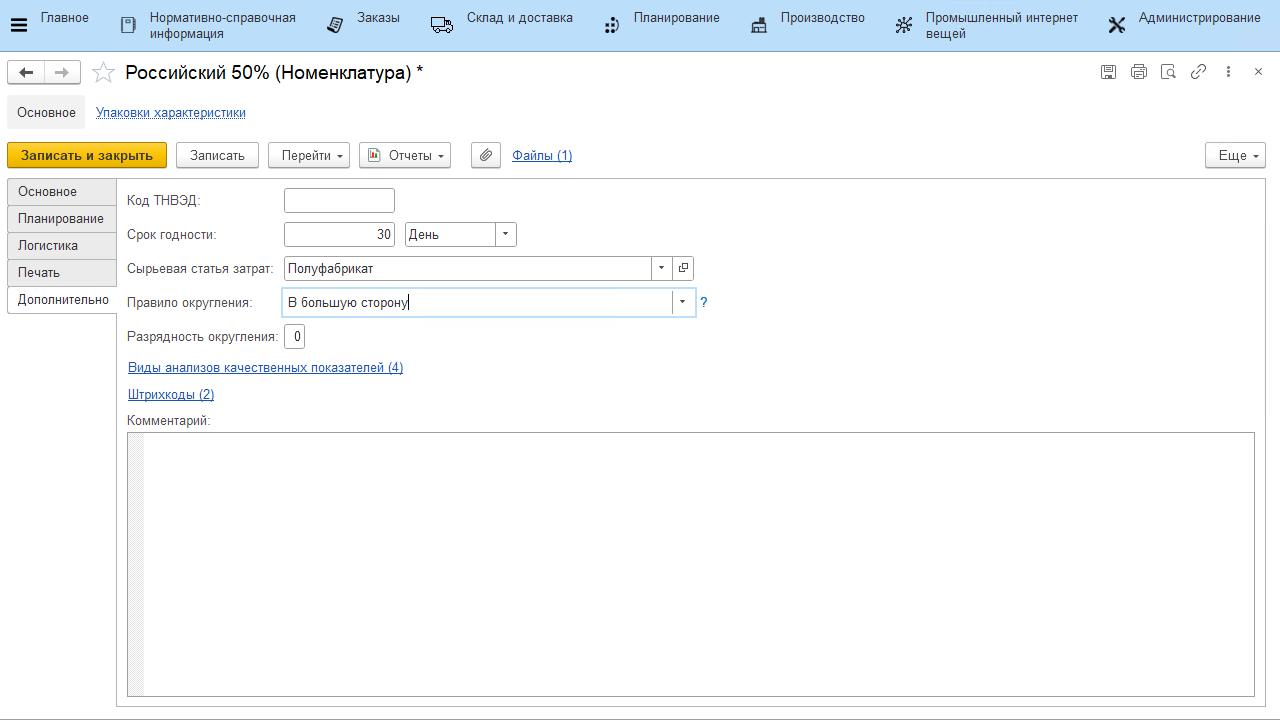 Главное
Нормативно-справочная
информация
Заказы
Склад и доставка
Планирование
Производство
Промышленный интернет
вещей
Администрирование
Российский 50% (Номенклатура) *
Основное
Упаковки характеристики
Записать и закрыть
Записать
Перейти
Отчеты
Файлы (1)
Еще
Основное
Планирование
Логистика
Печать
Дополнительно
Код ТНВЭД:
Срок годности: 30 День
Сырьевая статья затрат: Полуфабрикат
Правило округления: В большую сторону ?
Разрядность округления: 0
Виды анализов качественных показателей (4)
Штрихкоды (2)
Комментарий: